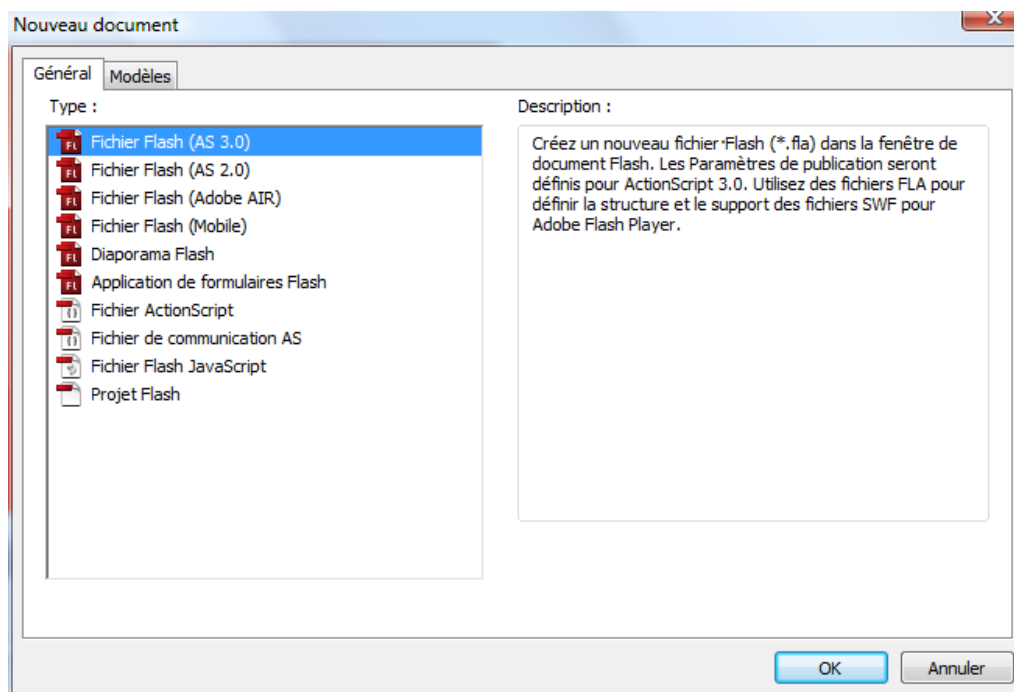 Nouveau document
Général
Modèles
Type :
Fichier Flash (AS 3.0)
Fichier Flash (AS 2.0)
Fichier Flash (Adobe AIR)
Fichier Flash (Mobile)
Diaporama Flash
Application de formulaires Flash
Fichier ActionScript
Fichier de communication AS
Fichier Flash JavaScript
Projet Flash
Description :
Créez un nouveau fichier Flash (*.fla) dans la fenêtre de
document Flash. Les Paramètres de publication seront
définis pour ActionScript 3.0. Utilisez des fichiers FLA pour
définir la structure et le support des fichiers SWF pour
Adobe Flash Player.
OK
Annuler